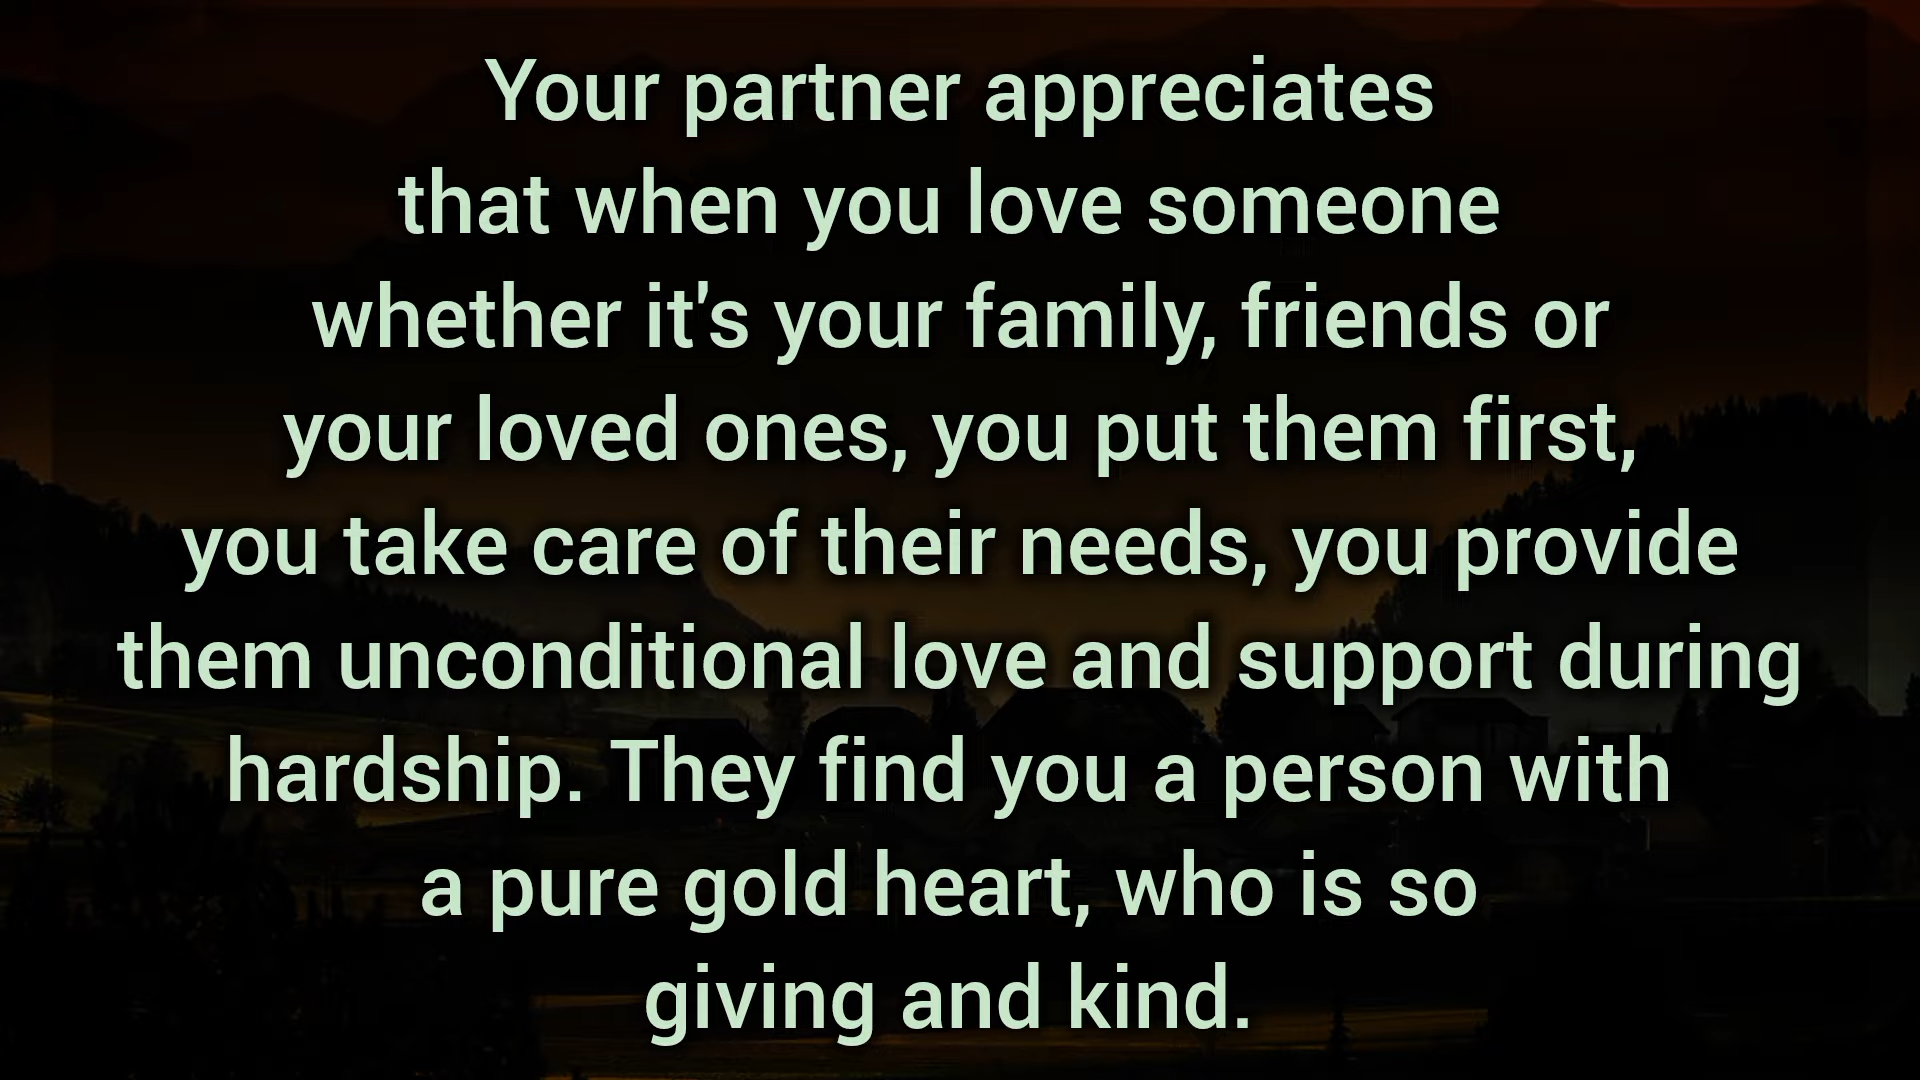 Your partner appreciates
that when you love someone
whether it's your family, friends or
your loved ones, you put them first,
you take care of their needs, you provide
them unconditional love and support during
hardship. They find you a person with
a pure gold heart, who is so
giving and kind.